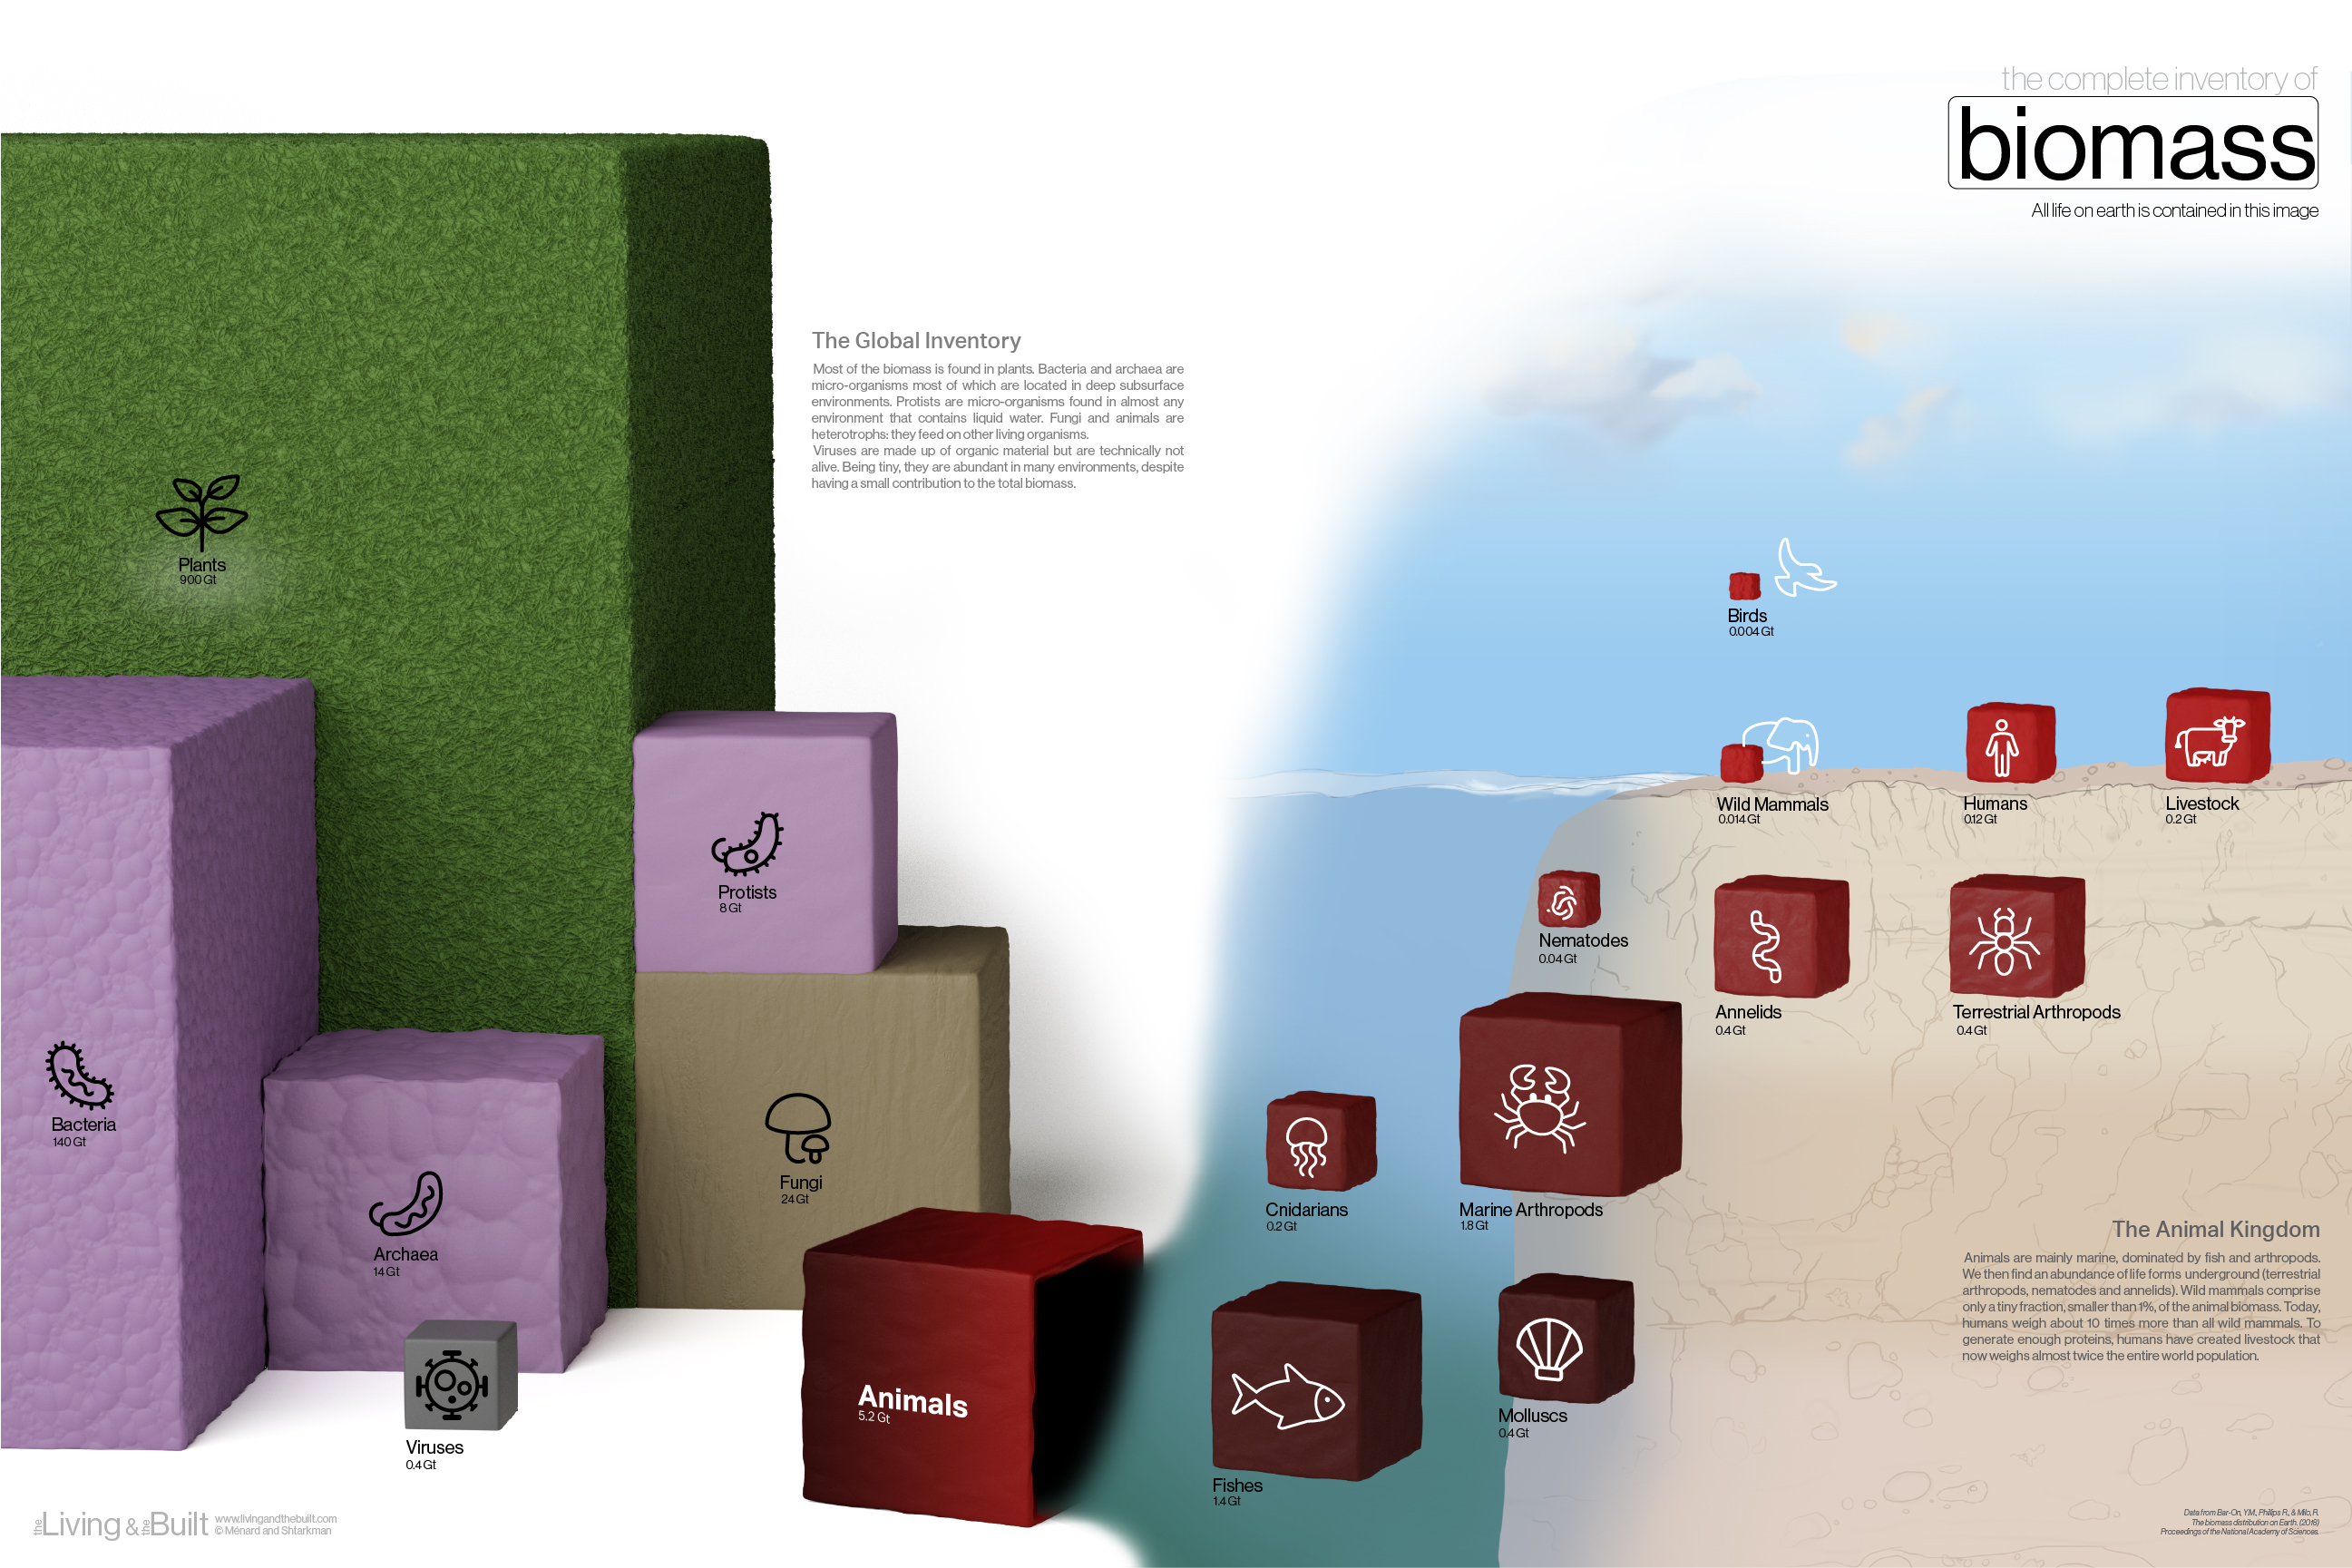 the complete inventory of
biomass
All life on earth is contained in this image
The Global Inventory
Most of the biomass is found in plants. Bacteria and archaea are
micro-organisms most of which are located in deep subsurface
environments. Protists are micro-organisms found in almost any
environment that contains liquid water. Fungi and animals are
heterotrophs: they feed on other living organisms.
Viruses are made up of organic material but are technically not
alive. Being tiny, they are abundant in many environments, despite
having a small contribution to the total biomass.
Plants
900 Gt
Protists
8 Gt
Bacteria
140 Gt
Archaea
14 Gt
Fungi
24 Gt
Viruses
0.4 Gt
Animals
5.2 Gt
Birds
0.004 Gt
Wild Mammals
0.014 Gt
Humans
0.12 Gt
Livestock
0.2 Gt
Nematodes
0.04 Gt
Annelids
0.4 Gt
Terrestrial Arthropods
0.4 Gt
Cnidarians
0.2 Gt
Marine Arthropods
1.8 Gt
Fishes
1.4 Gt
Molluscs
0.4 Gt
The Animal Kingdom
Animals are mainly marine, dominated by fish and arthropods.
We then find an abundance of life forms underground (terrestrial
arthropods, nematodes and annelids). Wild mammals comprise
only a tiny fraction, smaller than 1%, of the animal biomass. Today,
humans weigh about 10 times more than all wild mammals. To
generate enough proteins, humans have created livestock that
now weighs almost twice the entire world population.
the Living & the Built
www.livingandthebuilt.com
© Ménard and Shtarkman
Data from Bar-On, Y.M., Phillips R., & Milo, R.
The biomass distribution on Earth. (2018)
Proceedings of the National Academy of Sciences.